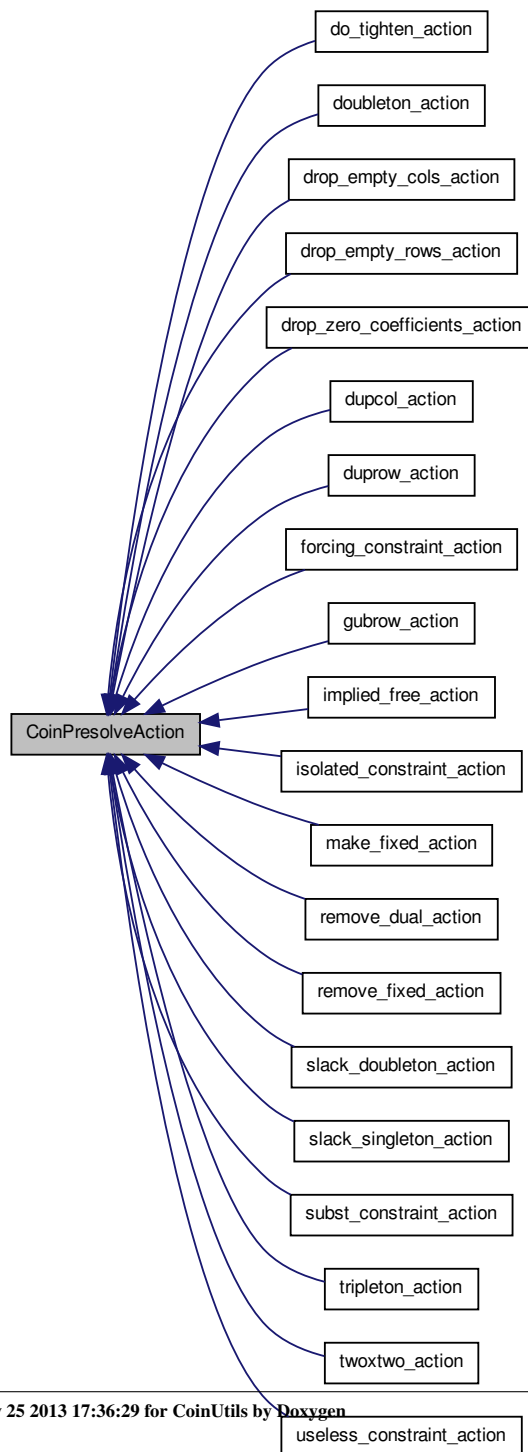 do_tighten_action
doubleton_action
drop_empty_cols_action
drop_empty_rows_action
drop_zero_coefficients_action
dupcol_action
duprow_action
forcing_constraint_action
gubrow_action
implied_free_action
CoinPresolveAction
isolated_constraint_action
make_fixed_action
remove_dual_action
remove_fixed_action
slack_doubleton_action
slack_singleton_action
subst_constraint_action
tripleton_action
twoxtwo_action
25 2013 17:36:29 for CoinUtils by Doxygen
useless_constraint_action